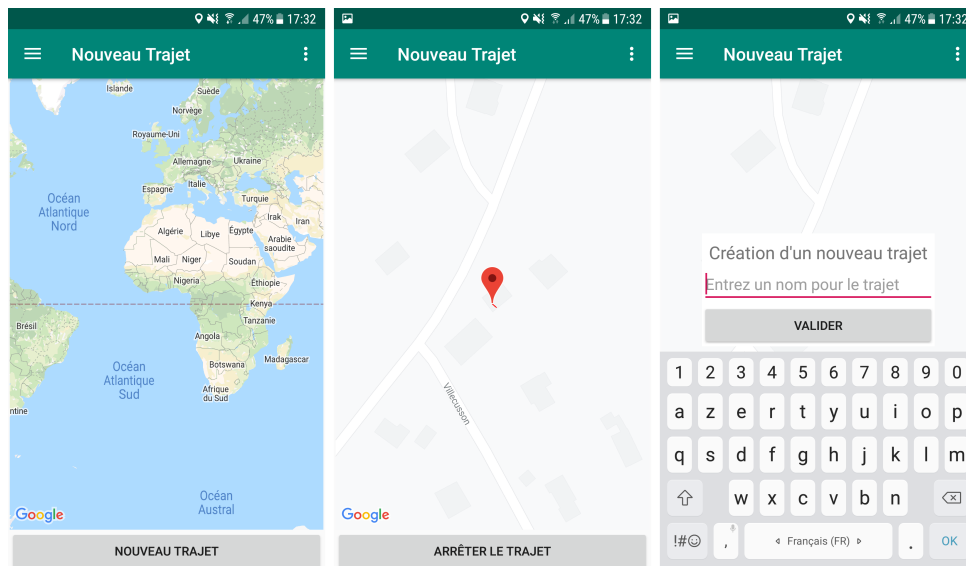 47% 17:32
Nouveau Trajet
Islande
Suède
Norvège
Royaume-Uni
Allemagne
Ukraine
Espagne
Italie
Turquie
Océan
Atlantique
Nord
Algérie
Libye
Égypte
Irak
Iran
Arabie
saoudite
Mali
Niger
Soudan
Nigeria
Éthiopie
Kenya
Tanzanie
Brésil
Angola
Océan
Atlantique
Sud
Botswana
Madagascar
Afrique
du Sud
ntine
Océan
Austral
Google
NOUVEAU TRAJET
47% 17:32
Nouveau Trajet
Villecusson
Google
ARRÊTER LE TRAJET
47% 17:32
Nouveau Trajet
Création d'un nouveau trajet
Entrez un nom pour le trajet
VALIDER
1 2 3 4 5 6 7 8 9 0
a z e r t y u i o p
q s d f g h j k l m
w x c v b n
!#☺ , Français (FR) . OK